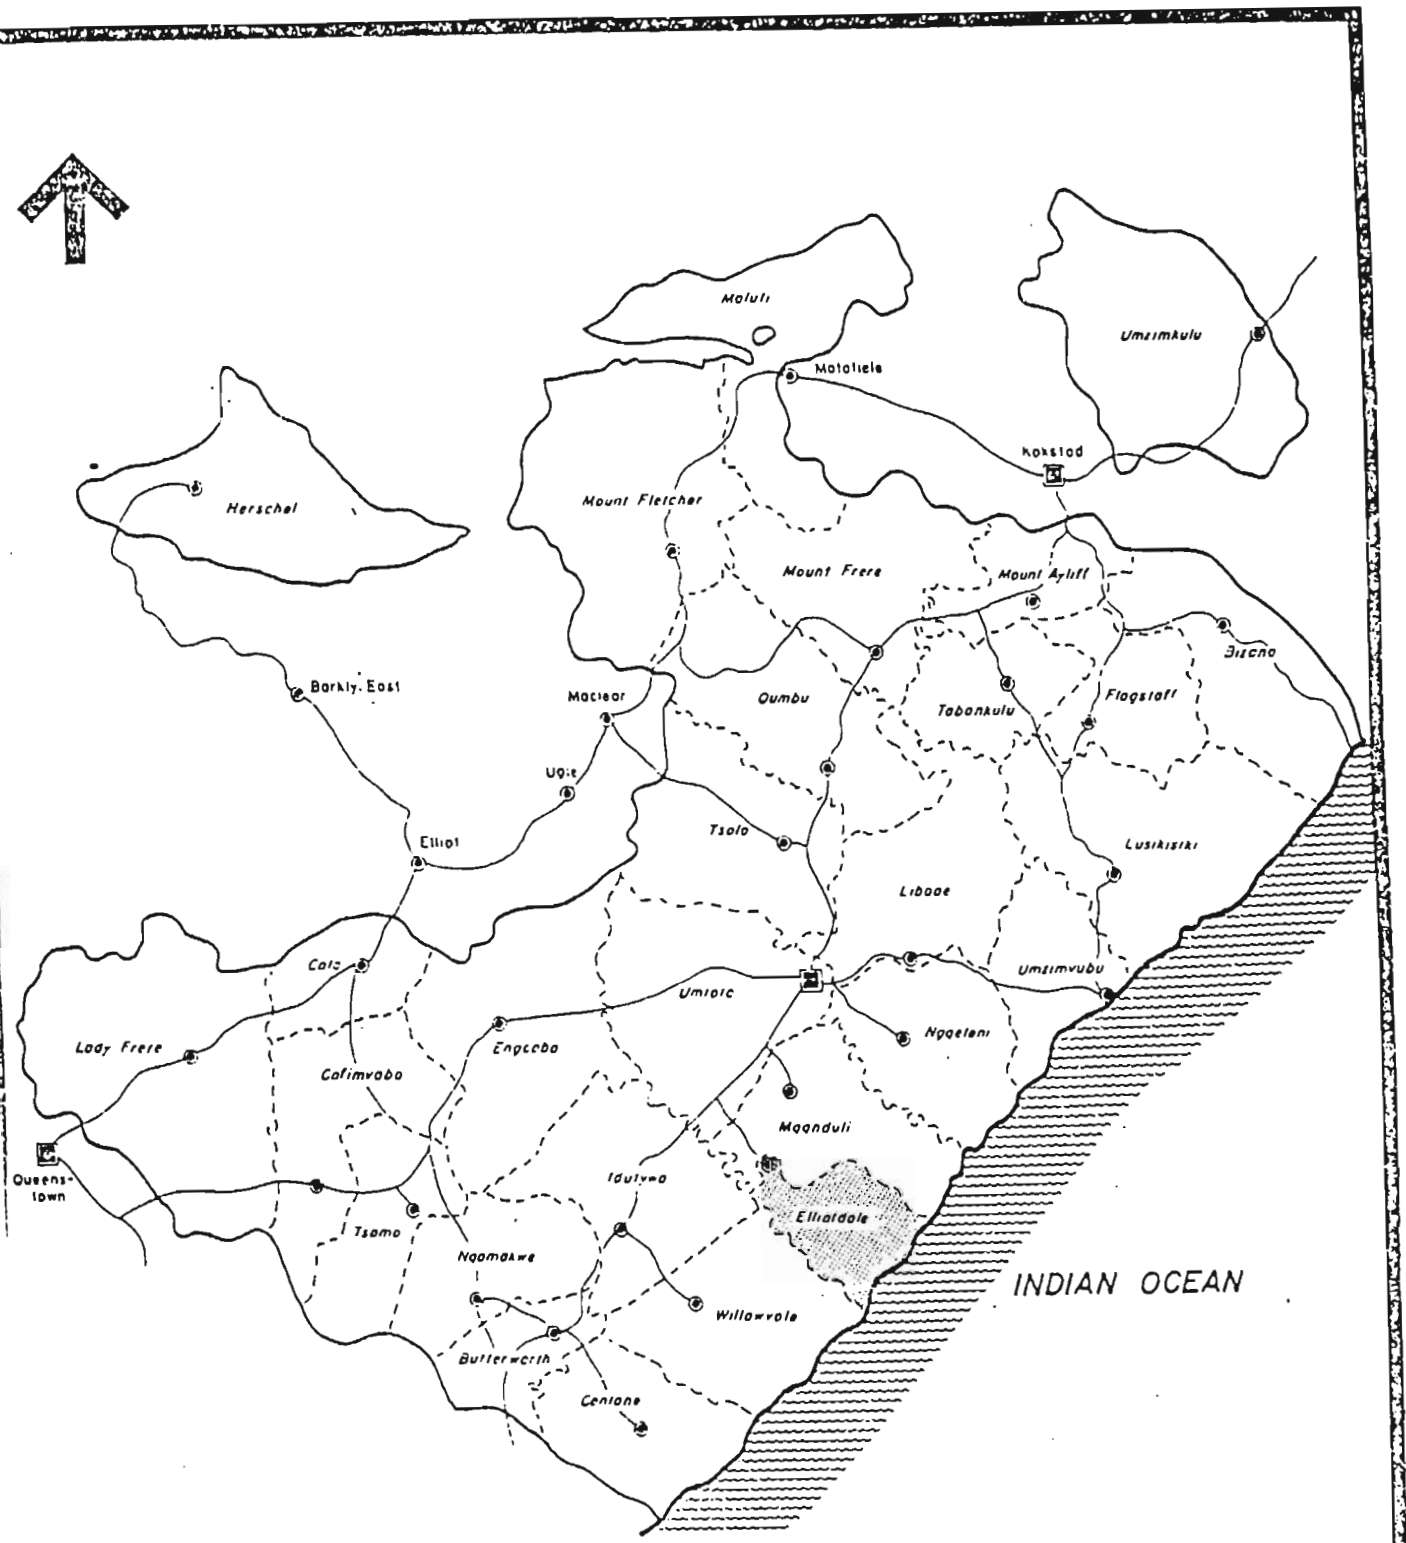 Maluli
Umzimkulu
Matatiele
Kokstad
Herschel
Mount Fletcher
Mount Frere
Mount Ayliff
Bizana
Barkly East
Maclear
Qumbu
Tabankulu
Flagstaff
Ugie
Tsolo
Lusikisiki
Elliot
Libode
Cala
Umzimvubu
Umtata
Ngqeleni
Lady Frere
Engcobo
Cofimvaba
Mqanduli
Queens-
town
Idutywa
Elliotdale
Tsomo
Nqamakwe
INDIAN OCEAN
Willowvale
Butterworth
Centane